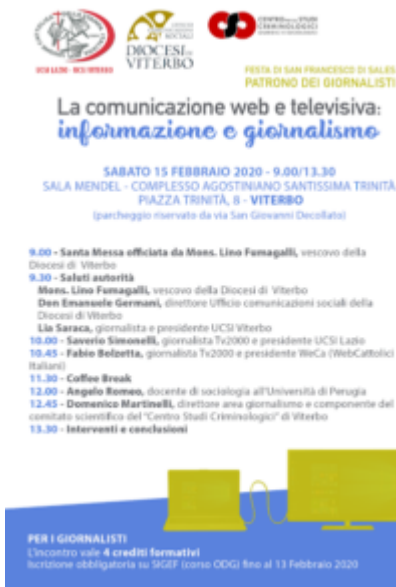 UCSI LAZIO - UCSI VITERBO
DIOCESI DI
VITERBO
CRIMINOLOGICI
FESTA DI SAN FRANCESCO DI SALES
PATRONO DEI GIORNALISTI
La comunicazione web e televisiva:
informazione e giornalismo
SABATO 15 FEBBRAIO 2020 - 9.00/13.30
SALA MENDEL - COMPLESSO AGOSTINIANO SANTISSIMA TRINITÀ
PIAZZA TRINITÀ, 8 - VITERBO
(parcheggio riservato da via San Giovanni Decollato)
9.00 - Santa Messa officiata da Mons. Lino Fumagalli, vescovo della
Diocesi di Viterbo
9.30 - Saluti autorità
Mons. Lino Fumagalli, vescovo della Diocesi di Viterbo
Don Emanuele Germani, direttore Ufficio comunicazioni sociali della
Diocesi di Viterbo
Lia Saraca, giornalista e presidente UCSI Viterbo
10.00 - Saverio Simonelli, giornalista Tv2000 e presidente UCSI Lazio
10.45 - Fabio Bolzetta, giornalista Tv2000 e presidente WeCa (WebCattolici
Italiani)
11.30 - Coffee Break
12.00 - Angelo Romeo, docente di sociologia all'Università di Perugia
12.45 - Domenico Martinelli, direttore area giornalismo e componente del
comitato scientifico del "Centro Studi Criminologici" di Viterbo
13.30 - Interventi e conclusioni
PER I GIORNALISTI
L'incontro vale 4 crediti formativi
Iscrizione obbligatoria su SIGEF (corso ODG) fino al 13 Febbraio 2020